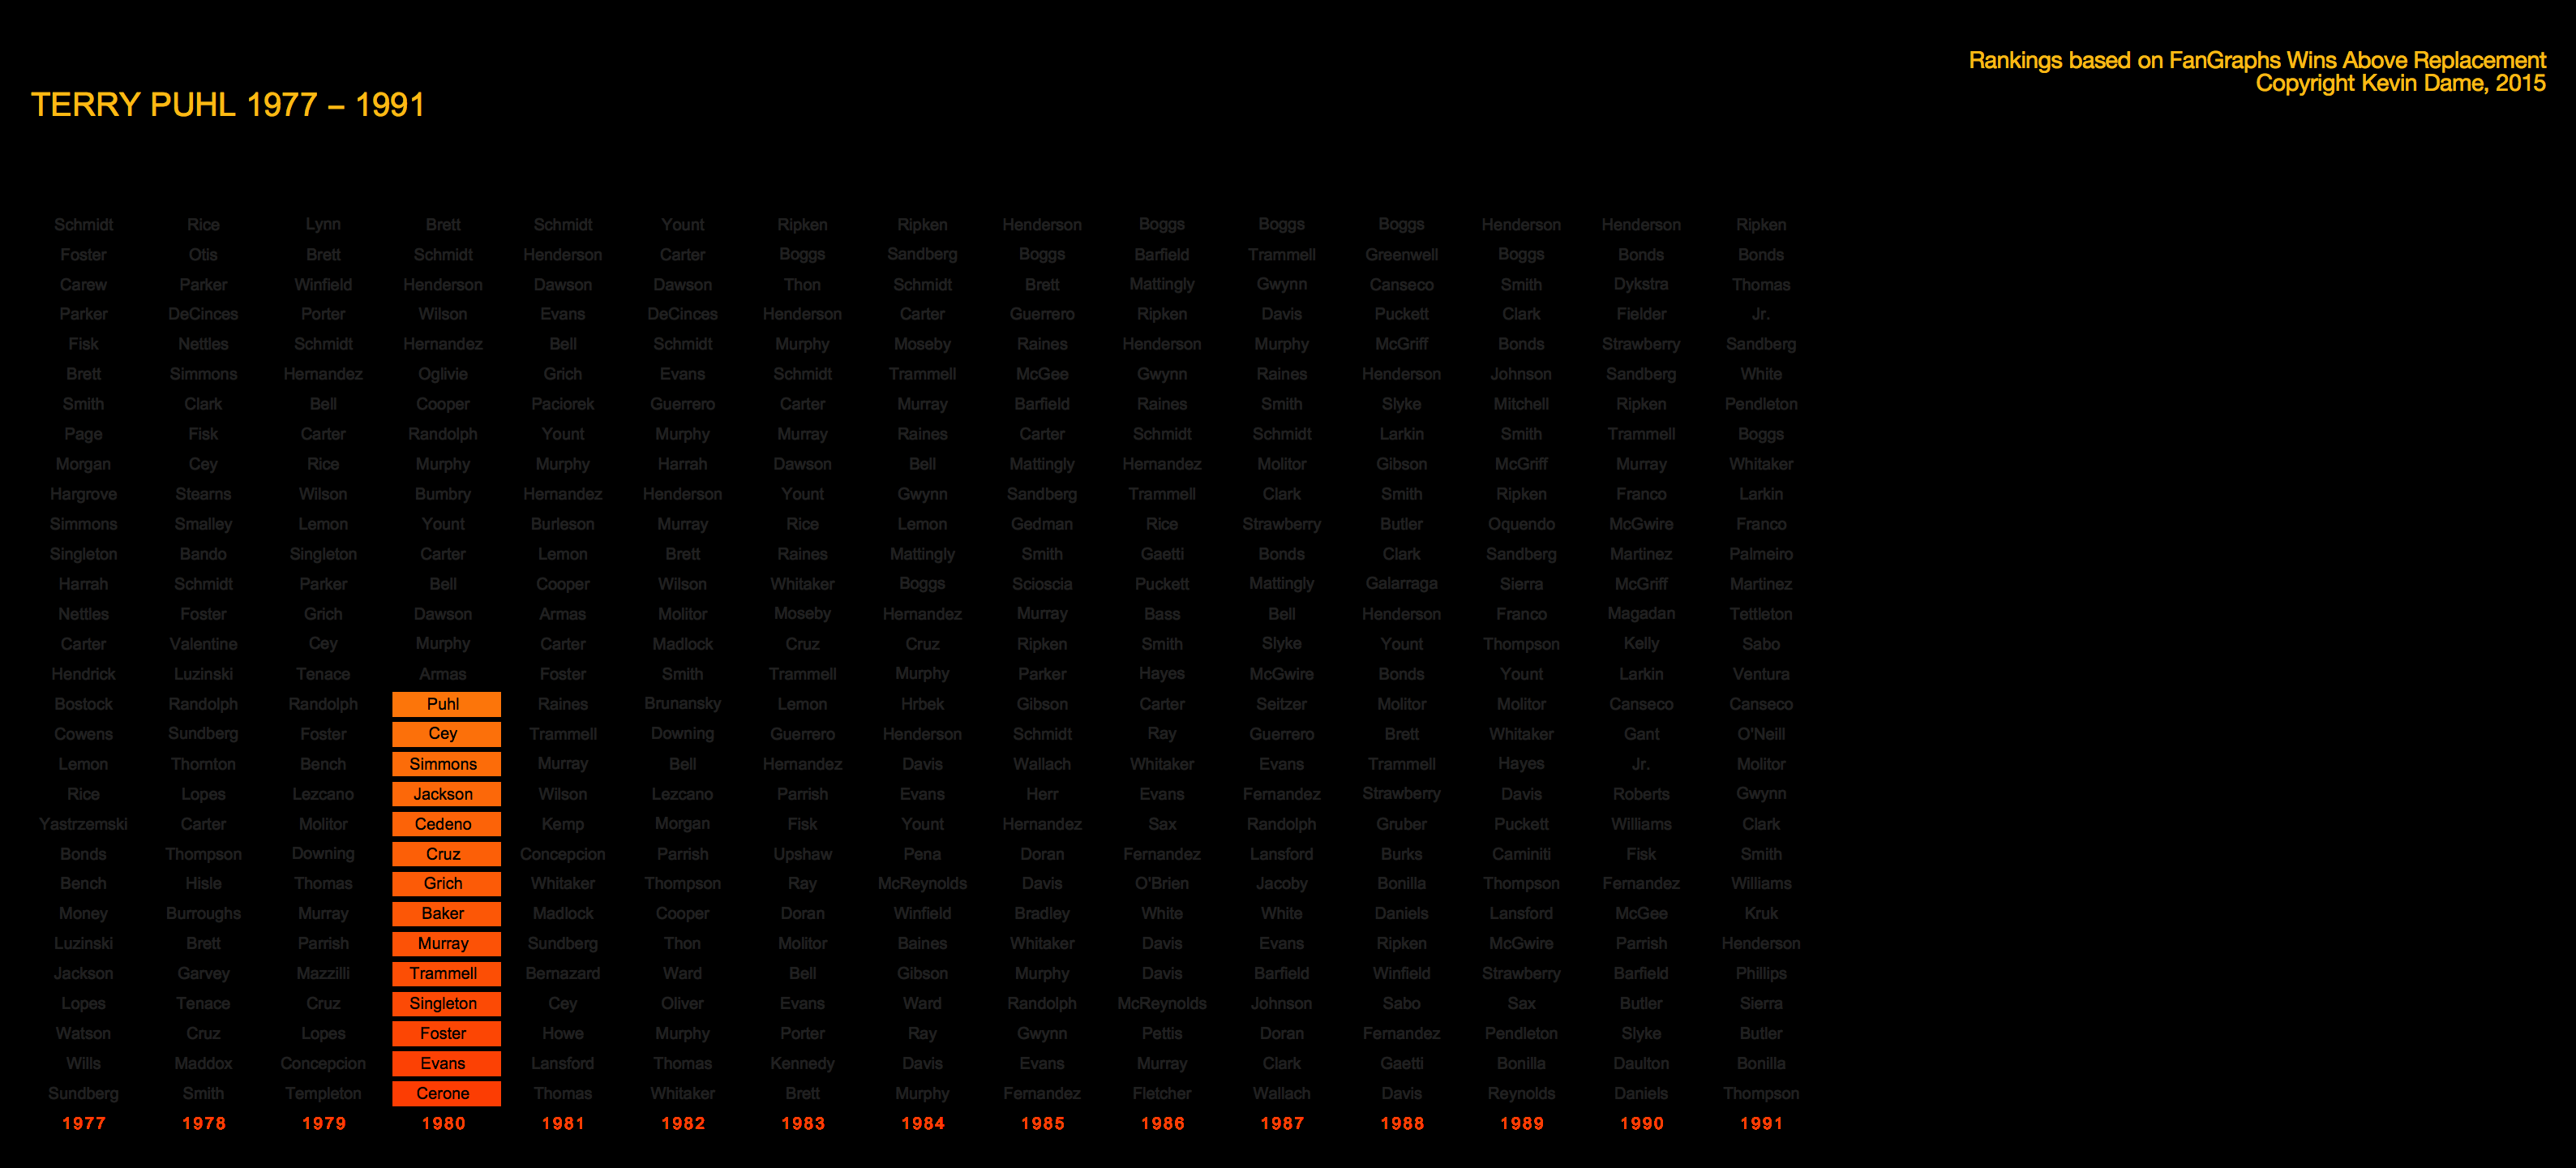 Rankings based on FanGraphs Wins Above Replacement
Copyright Kevin Dame, 2015
TERRY PUHL 1977 – 1991
Schmidt Rice Lynn Brett Schmidt Yount Ripken Ripken Henderson Boggs Boggs Boggs Henderson Henderson Ripken
Foster Otis Brett Schmidt Henderson Carter Boggs Sandberg Boggs Barfield Trammell Greenwell Boggs Bonds Bonds
Carew Parker Winfield Henderson Dawson Dawson Thon Schmidt Brett Mattingly Gwynn Canseco Smith Dykstra Thomas
Parker DeCinces Porter Wilson Evans DeCinces Henderson Carter Guerrero Ripken Davis Puckett Clark Fielder Jr.
Fisk Nettles Schmidt Hernandez Bell Schmidt Murphy Moseby Raines Henderson Murphy McGriff Bonds Strawberry Sandberg
Brett Simmons Hernandez Oglivie Grich Evans Schmidt Trammell McGee Gwynn Raines Henderson Johnson Sandberg White
Smith Clark Bell Cooper Paciorek Guerrero Carter Murray Barfield Raines Smith Slyke Mitchell Ripken Pendleton
Page Fisk Carter Randolph Yount Murphy Murray Raines Carter Schmidt Schmidt Larkin Smith Trammell Boggs
Morgan Cey Rice Murphy Murphy Harrah Dawson Bell Mattingly Hernandez Molitor Gibson McGriff Murray Whitaker
Hargrove Stearns Wilson Bumbry Hernandez Henderson Yount Gwynn Sandberg Trammell Clark Smith Ripken Franco Larkin
Simmons Smalley Lemon Yount Burleson Murray Rice Lemon Gedman Rice Strawberry Butler Oquendo McGwire Franco
Singleton Bando Singleton Carter Lemon Brett Raines Mattingly Smith Gaetti Bonds Clark Sandberg Martinez Palmeiro
Harrah Schmidt Parker Bell Cooper Wilson Whitaker Boggs Scioscia Puckett Mattingly Galarraga Sierra McGriff Martinez
Nettles Foster Grich Dawson Armas Molitor Moseby Hernandez Murray Bass Bell Henderson Franco Magadan Tettleton
Carter Valentine Cey Murphy Carter Madlock Cruz Cruz Ripken Smith Slyke Yount Thompson Kelly Sabo
Hendrick Luzinski Tenace Armas Foster Smith Trammell Murphy Parker Hayes McGwire Bonds Yount Larkin Ventura
Bostock Randolph Randolph Puhl Raines Brunansky Lemon Hrbek Gibson Carter Seitzer Molitor Molitor Canseco Canseco
Cowens Sundberg Foster Cey Trammell Downing Guerrero Henderson Schmidt Ray Guerrero Brett Whitaker Gant O'Neill
Lemon Thornton Bench Simmons Murray Bell Hernandez Davis Wallach Whitaker Evans Trammell Hayes Jr. Molitor
Rice Lopes Lezcano Jackson Wilson Lezcano Parrish Evans Herr Evans Fernandez Strawberry Davis Roberts Gwynn
Yastrzemski Carter Molitor Cedeno Kemp Morgan Fisk Yount Hernandez Sax Randolph Gruber Puckett Williams Clark
Bonds Thompson Downing Cruz Concepcion Parrish Upshaw Pena Doran Fernandez Lansford Burks Caminiti Fisk Smith
Bench Hisle Thomas Grich Whitaker Thompson Ray McReynolds Davis O'Brien Jacoby Bonilla Thompson Fernandez Williams
Money Burroughs Murray Baker Madlock Cooper Doran Winfield Bradley White White Daniels Lansford McGee Kruk
Luzinski Brett Parrish Murray Sundberg Thon Molitor Baines Whitaker Davis Evans Ripken McGwire Parrish Henderson
Jackson Garvey Mazzilli Trammell Bernazard Ward Bell Gibson Murphy Davis Barfield Winfield Strawberry Barfield Phillips
Lopes Tenace Cruz Singleton Cey Oliver Evans Ward Randolph McReynolds Johnson Sabo Sax Butler Sierra
Watson Cruz Lopes Foster Howe Murphy Porter Ray Gwynn Pettis Doran Fernandez Pendleton Slyke Butler
Wills Maddox Concepcion Evans Lansford Thomas Kennedy Davis Evans Murray Clark Gaetti Bonilla Daulton Bonilla
Sundberg Smith Templeton Cerone Thomas Whitaker Brett Murphy Fernandez Fletcher Wallach Davis Reynolds Daniels Thompson
1977 1978 1979 1980 1981 1982 1983 1984 1985 1986 1987 1988 1989 1990 1991